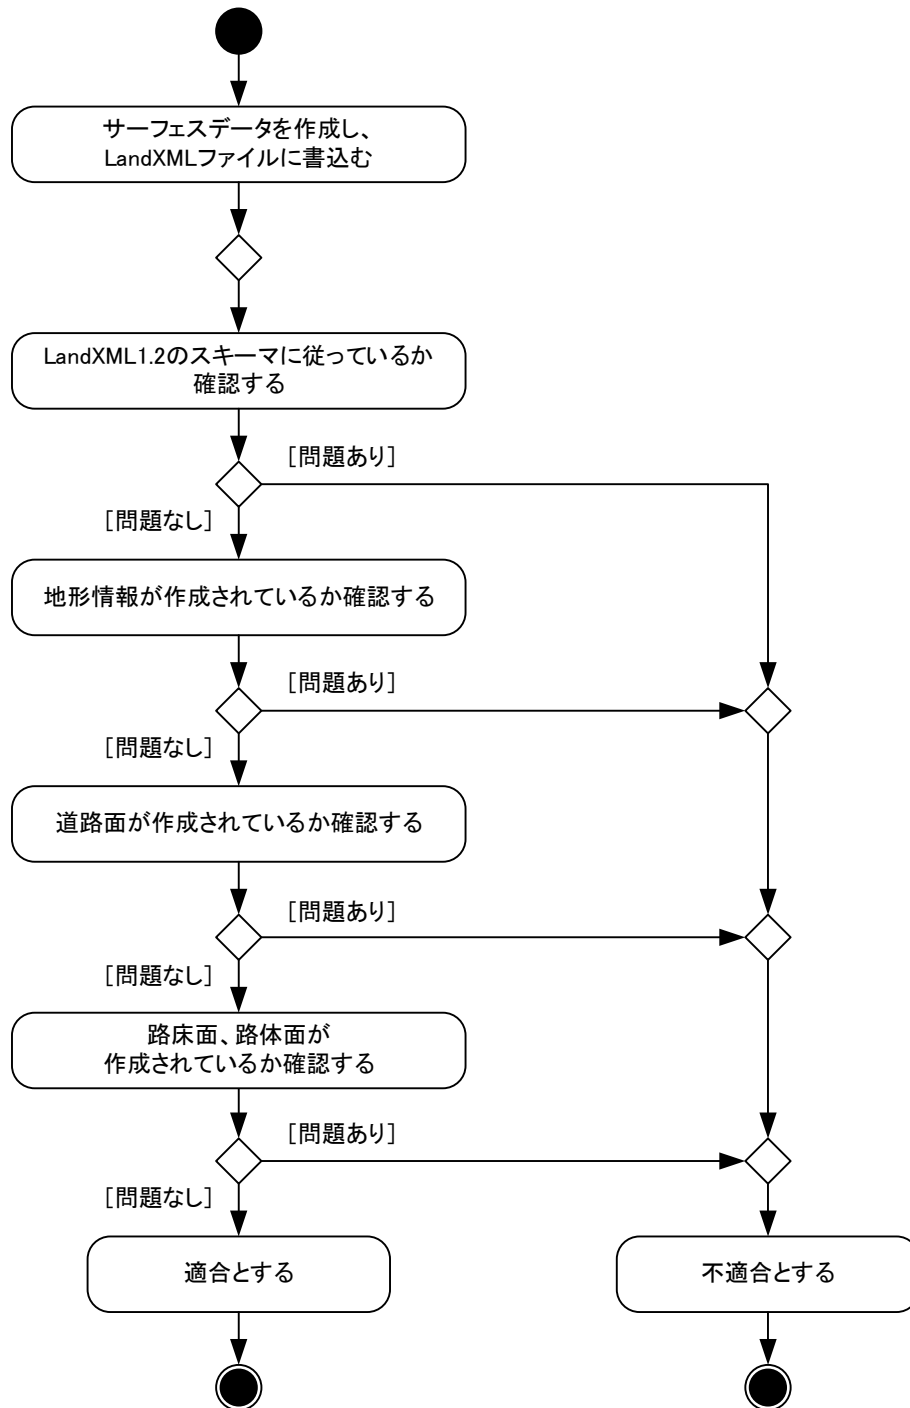 サーフェスデータを作成し、
LandXMLファイルに書込む
LandXML1.2のスキーマに従っているか
確認する
[問題あり]
[問題なし]
地形情報が作成されているか確認する
[問題あり]
[問題なし]
道路面が作成されているか確認する
[問題あり]
[問題なし]
路床面、路体面が
作成されているか確認する
[問題あり]
[問題なし]
適合とする
不適合とする